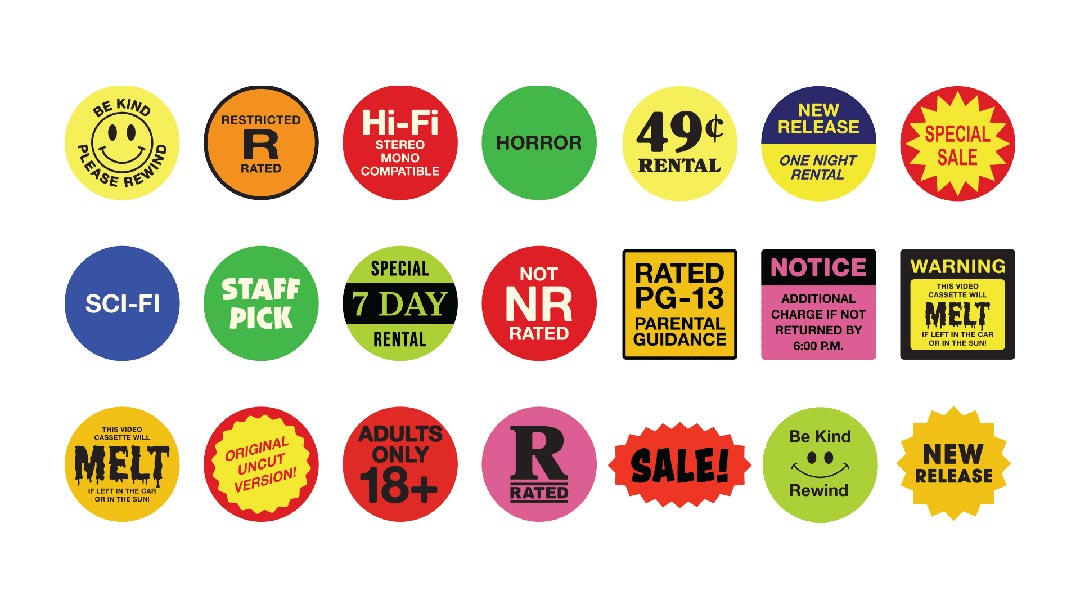 BE KIND
PLEASE REWIND
RESTRICTED
R
RATED
Hi-Fi
STEREO
MONO
COMPATIBLE
HORROR
49¢
RENTAL
NEW
RELEASE
ONE NIGHT
RENTAL
SPECIAL
SALE
SCI-FI
STAFF
PICK
SPECIAL
7 DAY
RENTAL
NOT
NR
RATED
RATED
PG-13
PARENTAL
GUIDANCE
NOTICE
ADDITIONAL
CHARGE IF NOT
RETURNED BY
6:00 P.M.
WARNING
THIS VIDEO
CASSETTE WILL
MELT
IF LEFT IN THE CAR
OR IN THE SUN!
THIS VIDEO
CASSETTE WILL
MELT
IF LEFT IN THE CAR
OR IN THE SUN!
ORIGINAL
UNCUT
VERSION!
ADULTS
ONLY
18+
R
RATED
SALE!
Be Kind
Rewind
NEW
RELEASE